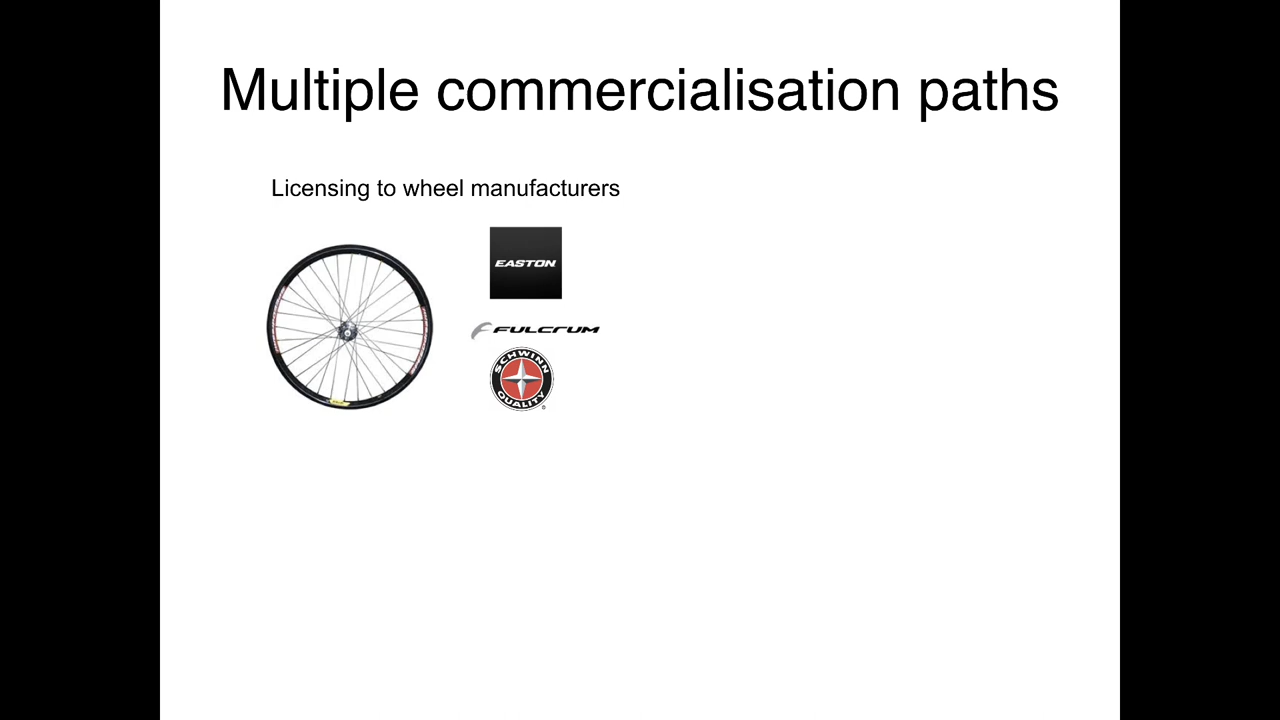 Multiple commercialisation paths
Licensing to wheel manufacturers
EASTON
FULCRUM
SCHWINN
QUALITY